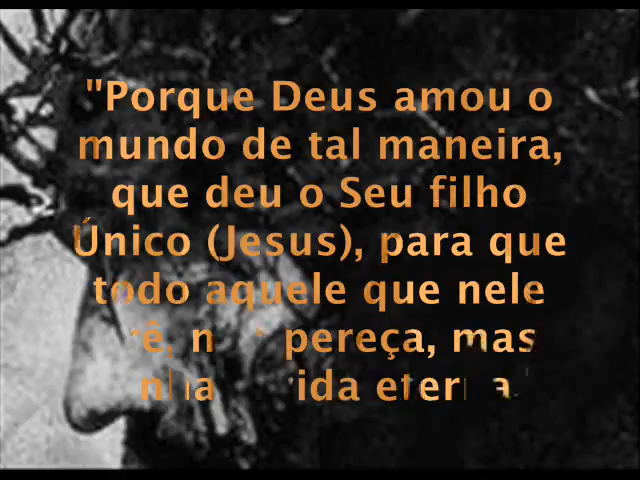 "Porque Deus amou o
mundo de tal maneira,
que deu o Seu filho
Único (Jesus), para que
todo aquele que nele
pereça, mas
eterna